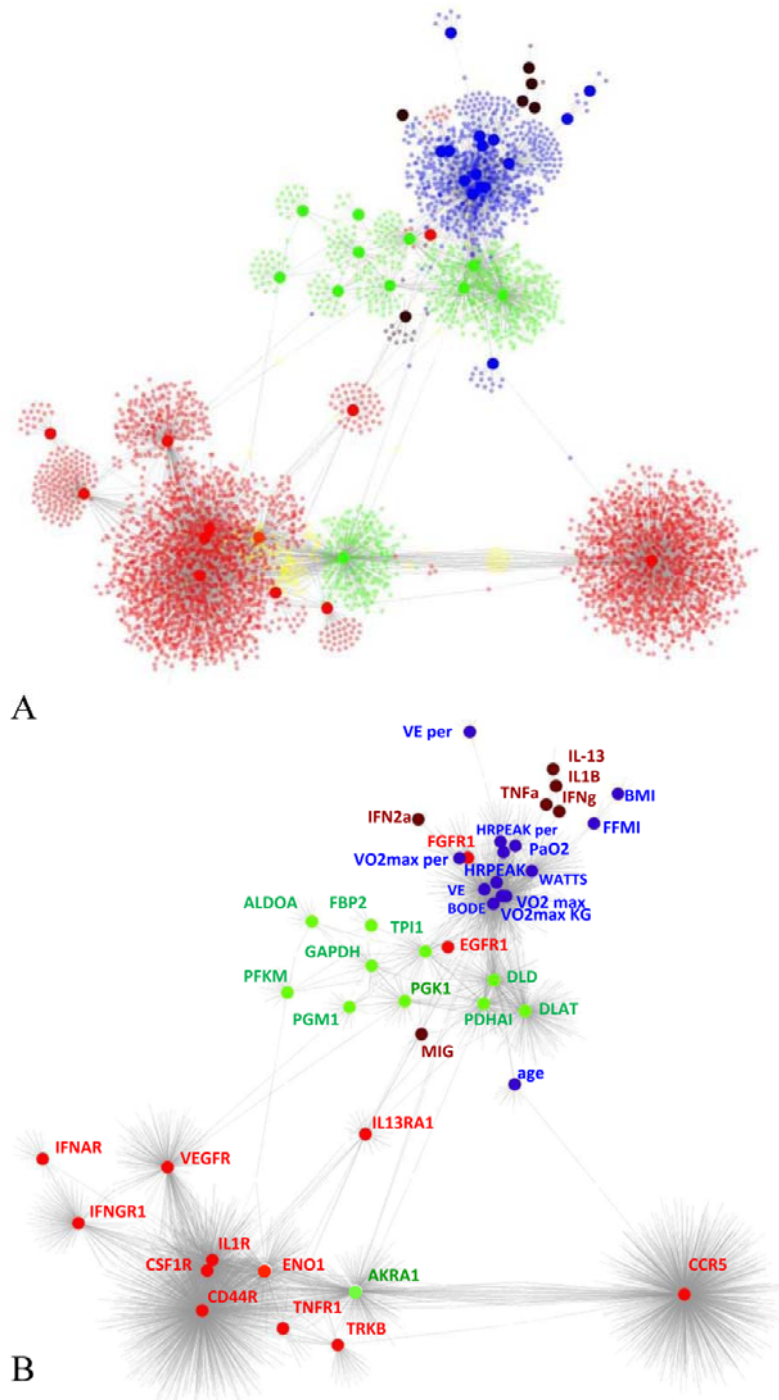 A
VE per
IL-13
IL1B
TNFa
IFNg
BMI
IFN2a
HRPEAK per
FFMI
FGFR1
PaO2
VO2max per
HRPEAK
WATTS
VE
VO2 max
BODE
VO2max KG
ALDOA
FBP2
TPI1
EGFR1
GAPDH
DLD
PFKM
PGK1
PGM1
PDHAI
DLAT
MIG
age
IL13RA1
IFNAR
VEGFR
IFNGR1
IL1R
CSF1R
ENO1
CCR5
AKRA1
CD44R
TNFR1
TRKB
B